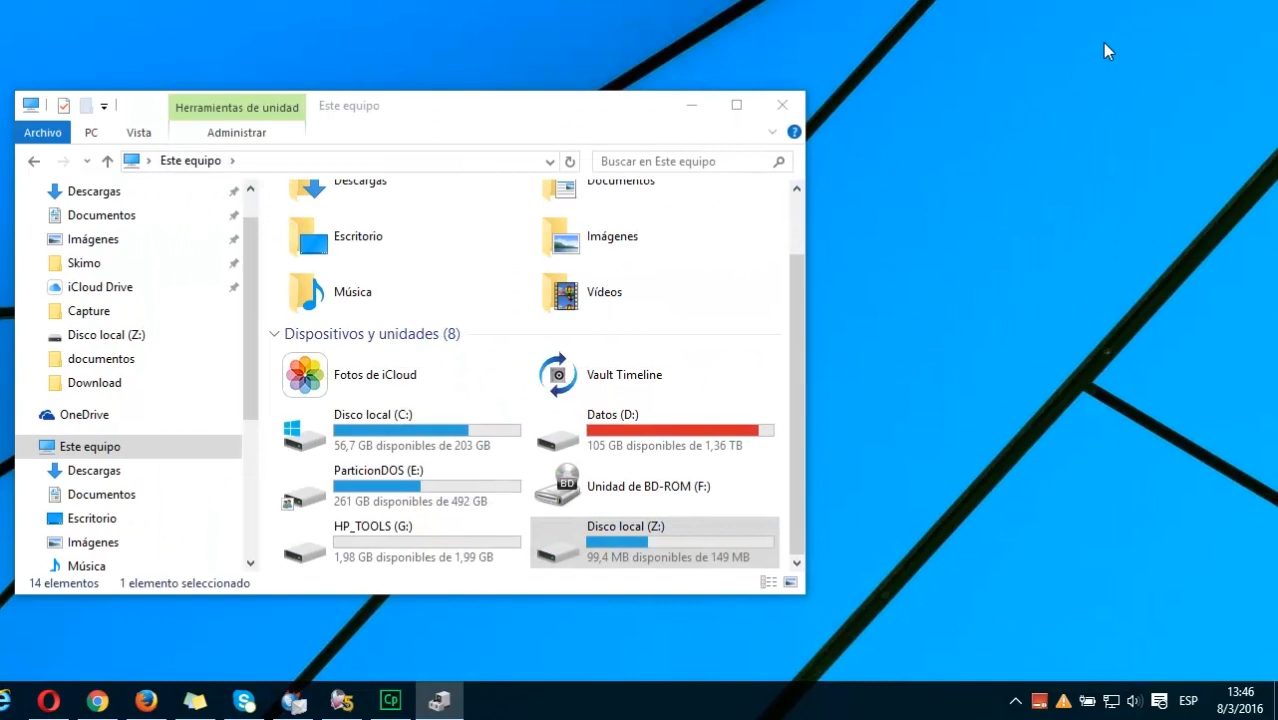 Herramientas de unidad
Este equipo
Archivo
PC
Vista
Administrar
Este equipo
Buscar en Este equipo
Descargas
Documentos
Imágenes
Skimo
iCloud Drive
Capture
Disco local (Z:)
documentos
Download
OneDrive
Este equipo
Descargas
Documentos
Escritorio
Imágenes
Música
Descargas
Documentos
Escritorio
Imágenes
Música
Vídeos
Dispositivos y unidades (8)
Fotos de iCloud
Vault Timeline
Disco local (C:)
56,7 GB disponibles de 203 GB
Datos (D:)
105 GB disponibles de 1,36 TB
ParticionDOS (E:)
261 GB disponibles de 492 GB
BD
Unidad de BD-ROM (F:)
HP_TOOLS (G:)
1,98 GB disponibles de 1,99 GB
Disco local (Z:)
99,4 MB disponibles de 149 MB
14 elementos
1 elemento seleccionado
Cp
ESP
13:46
8/3/2016